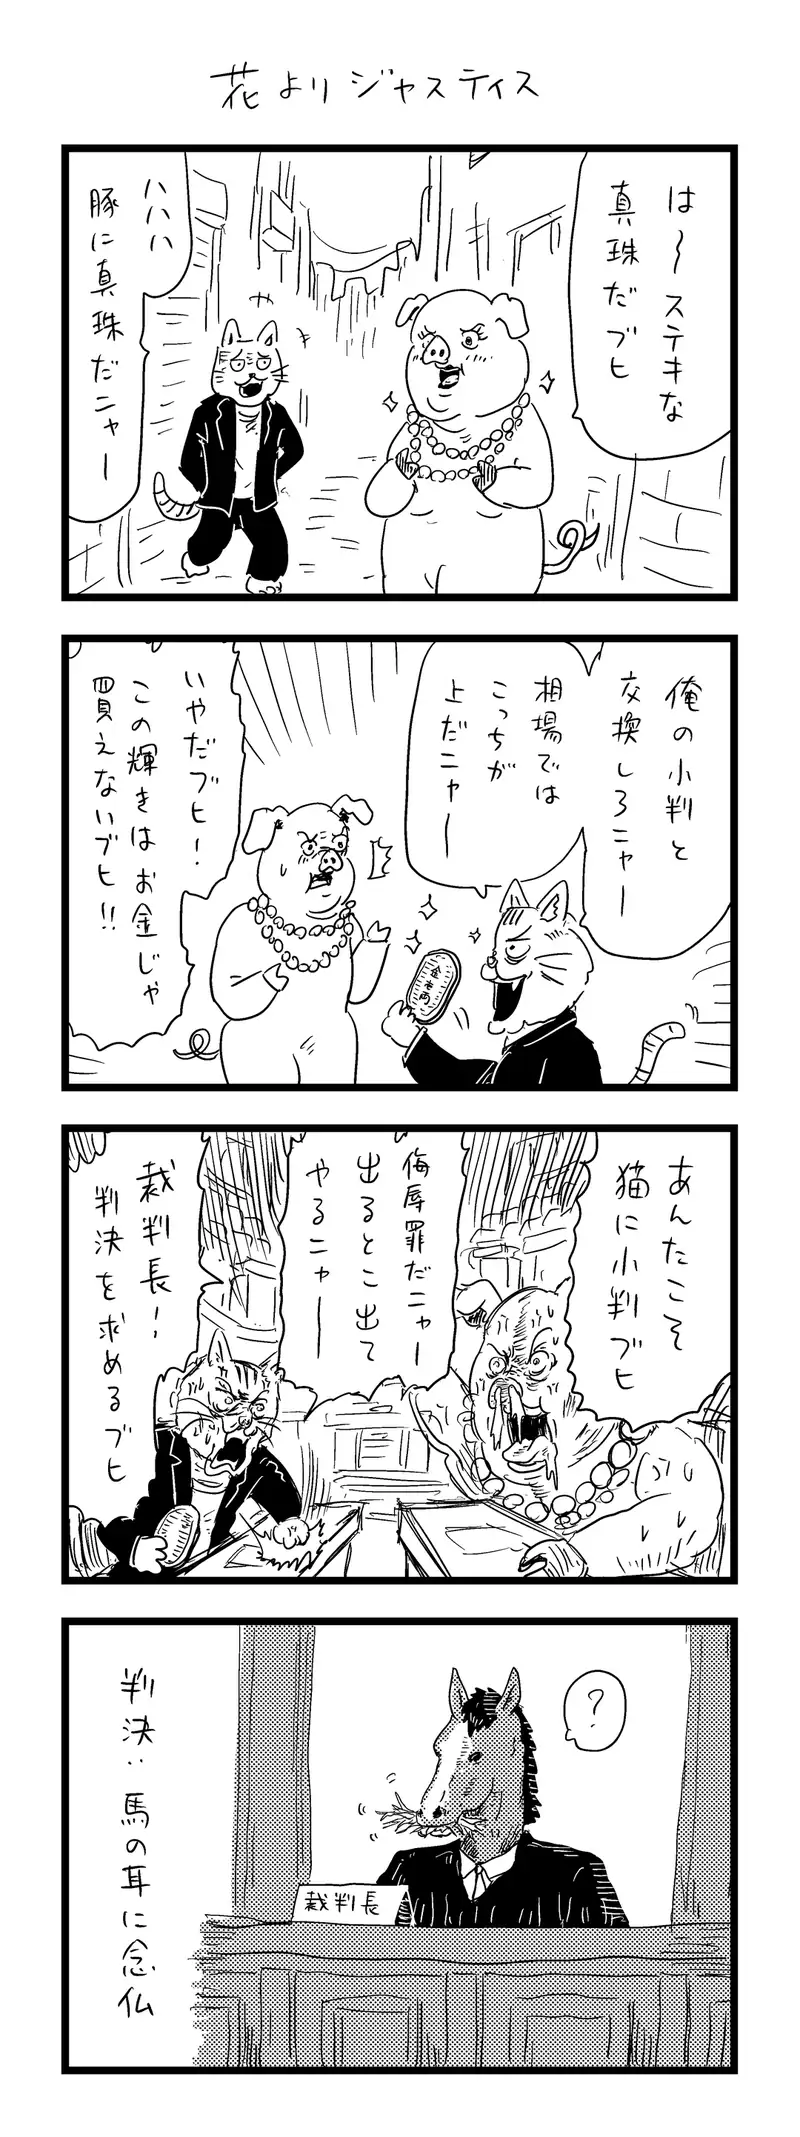 花よりジャスティス
は〜ステキな
真珠だブヒ
ハハハ
豚に真珠だニャー
俺の小判と
交換しろニャー
相場では
こっちが
上だニャー
金壱両
いやだブヒ!
この輝きはお金じゃ
買えないブヒ!!
あんたこそ
猫に小判ブヒ
侮辱罪だニャー
出るとこ出て
やるニャー
裁判長!
判決を求めるブヒ
?
裁判長
判決:馬の耳に念仏